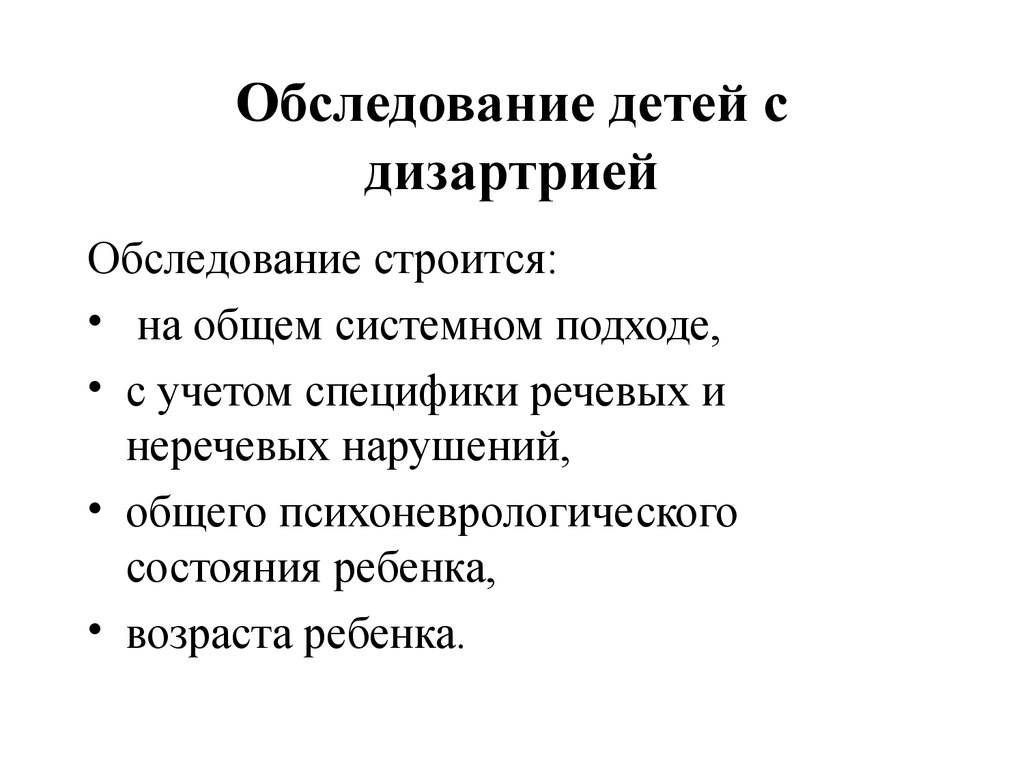 Обследование детей с
дизартрией
Обследование строится:
• на общем системном подходе,
• с учетом специфики речевых и
неречевых нарушений,
• общего психоневрологического
состояния ребенка,
• возраста ребенка.